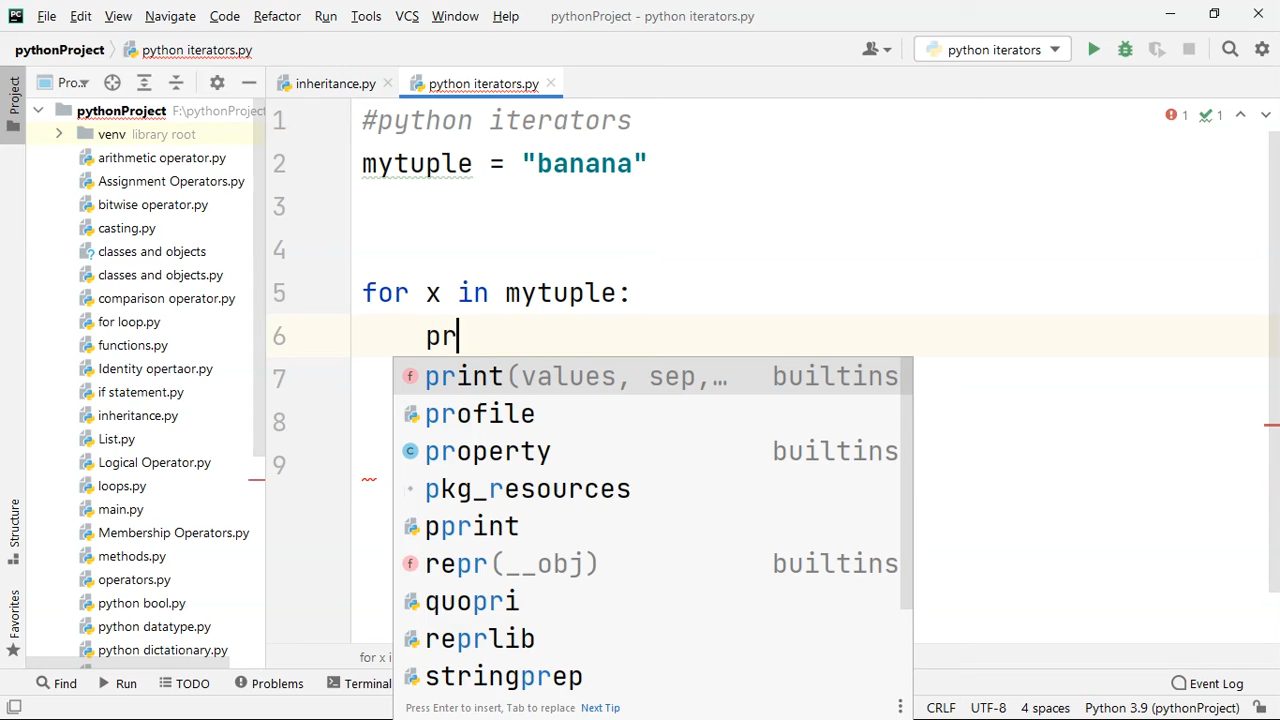 PC File Edit View Navigate Code Refactor Run Tools VCS Window Help pythonProject - python iterators.py
pythonProject python iterators.py python iterators
Project
Pro... inheritance.py python iterators.py
pythonProject F:\pythonProject
venv library root
arithmetic operator.py
Assignment Operators.py
bitwise operator.py
casting.py
classes and objects
classes and objects.py
comparison operator.py
for loop.py
functions.py
Identity opertaor.py
if statement.py
inheritance.py
List.py
Logical Operator.py
loops.py
main.py
Membership Operators.py
methods.py
operators.py
python bool.py
python datatype.py
python dictationary.py
1 #python iterators
2 mytuple = "banana"
3
4
5 for x in mytuple:
6 pr
7
8
9
1 1
print(values, sep,… builtins
profile
property builtins
pkg_resources
pprint
repr(__obj) builtins
quopri
reprlib
stringprep
Press Enter to insert, Tab to replace Next Tip
for x i
Structure
Favorites
Find Run TODO Problems Terminal Event Log
CRLF UTF-8 4 spaces Python 3.9 (pythonProject)